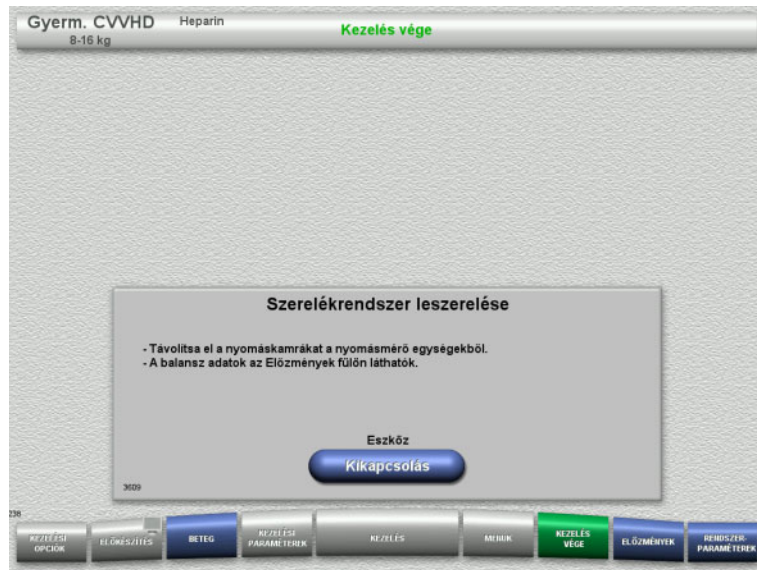 Gyerm. CVVHD Heparin
8-16 kg
Kezelés vége
Szerelékrendszer leszerelése
- Távolítsa el a nyomáskamrákat a nyomásmérő egységekből.
- A balansz adatok az Előzmények fülön láthatók.
Eszköz
Kikapcsolás
3609
236
KEZELÉSI OPCIÓK
ELŐKÉSZÍTÉS
BETEG
KEZELÉSI PARAMÉTEREK
KEZELÉS
MENÜK
KEZELÉS VÉGE
ELŐZMÉNYEK
RENDSZER-PARAMÉTEREK